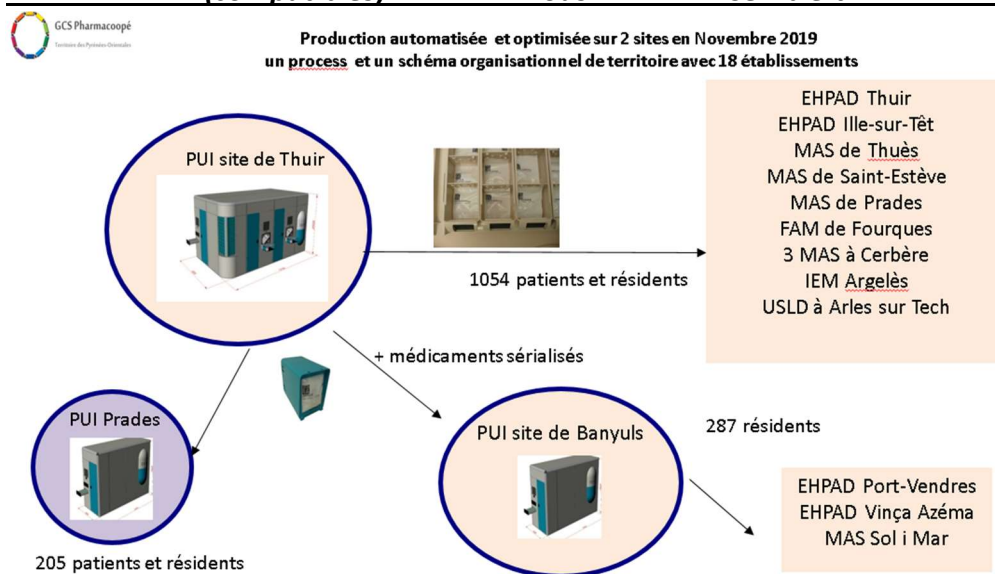 GCS Pharmacoopé
Territoire des Pyrénées-Orientales
Production automatisée et optimisée sur 2 sites en Novembre 2019
un process et un schéma organisationnel de territoire avec 18 établissements
PUI site de Thuir
1054 patients et résidents
EHPAD Thuir
EHPAD Ille-sur-Têt
MAS de Thuès
MAS de Saint-Estève
MAS de Prades
FAM de Fourques
3 MAS à Cerbère
IEM Argelès
USLD à Arles sur Tech
+ médicaments sérialisés
PUI Prades
205 patients et résidents
PUI site de Banyuls
287 résidents
EHPAD Port-Vendres
EHPAD Vinça Azéma
MAS Sol i Mar